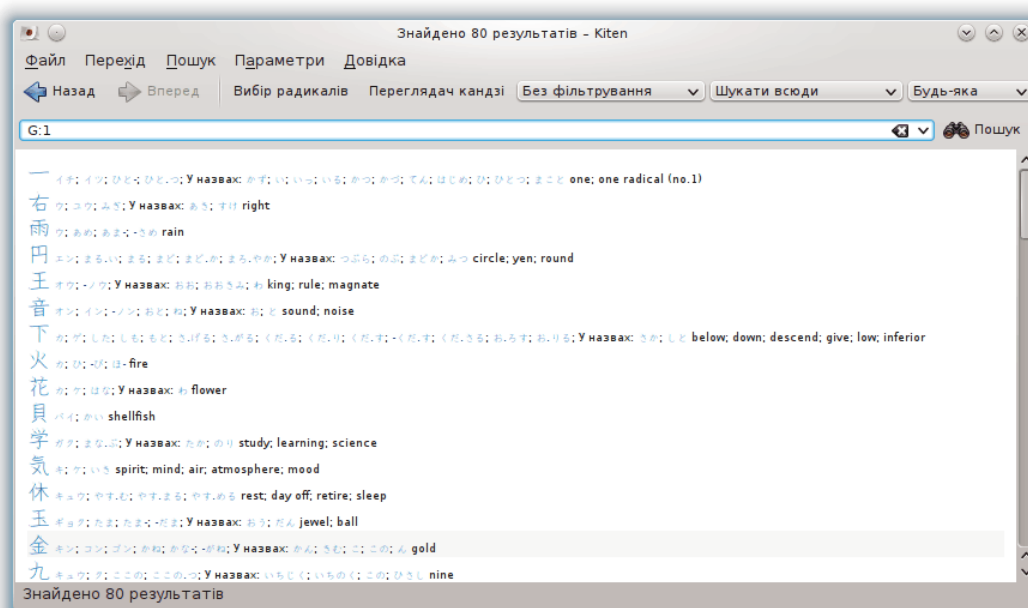 Знайдено 80 результатів – Kiten
Файл Перехід Пошук Параметри Довідка
Назад Вперед Вибір радикалів Переглядач кандзі Без фільтрування Шукати всюди Будь-яка
G:1 Пошук
一 イチ; イツ; ひと-; ひと.つ; У назвах: かず; い; いっ; いる; かつ; かづ; てん; はじめ; ひ; ひとつ; まこと one; one radical (no.1)
右 ウ; ユウ; みぎ; У назвах: あき; すけ right
雨 ウ; あめ; あま-; -さめ rain
円 エン; まる.い; まる; まど; まど.か; まろ.やか; У назвах: つぶら; のぶ; まどか; みつ circle; yen; round
王 オウ; -ノウ; У назвах: おお; おおきみ; わ king; rule; magnate
音 オン; イン; -ノン; おと; ね; У назвах: お; と sound; noise
下 カ; ゲ; した; しも; もと; さ.げる; さ.がる; くだ.る; くだ.り; くだ.す; -くだ.す; くだ.さる; お.ろす; お.りる; У назвах: さか; しと below; down; descend; give; low; inferior
火 カ; ひ; -び; ほ- fire
花 カ; ケ; はな; У назвах: わ flower
貝 バイ; かい shellfish
学 ガク; まな.ぶ; У назвах: たか; のり study; learning; science
気 キ; ケ; いき spirit; mind; air; atmosphere; mood
休 キュウ; やす.む; やす.まる; やす.める rest; day off; retire; sleep
玉 ギョク; たま; たま-; -だま; У назвах: おう; だん jewel; ball
金 キン; コン; ゴン; かね; かな-; -がね; У назвах: かん; きむ; こ; この; ん gold
九 キュウ; ク; ここの; ここの.つ; У назвах: いちじく; いちのく; この; ひさし nine
Знайдено 80 результатів